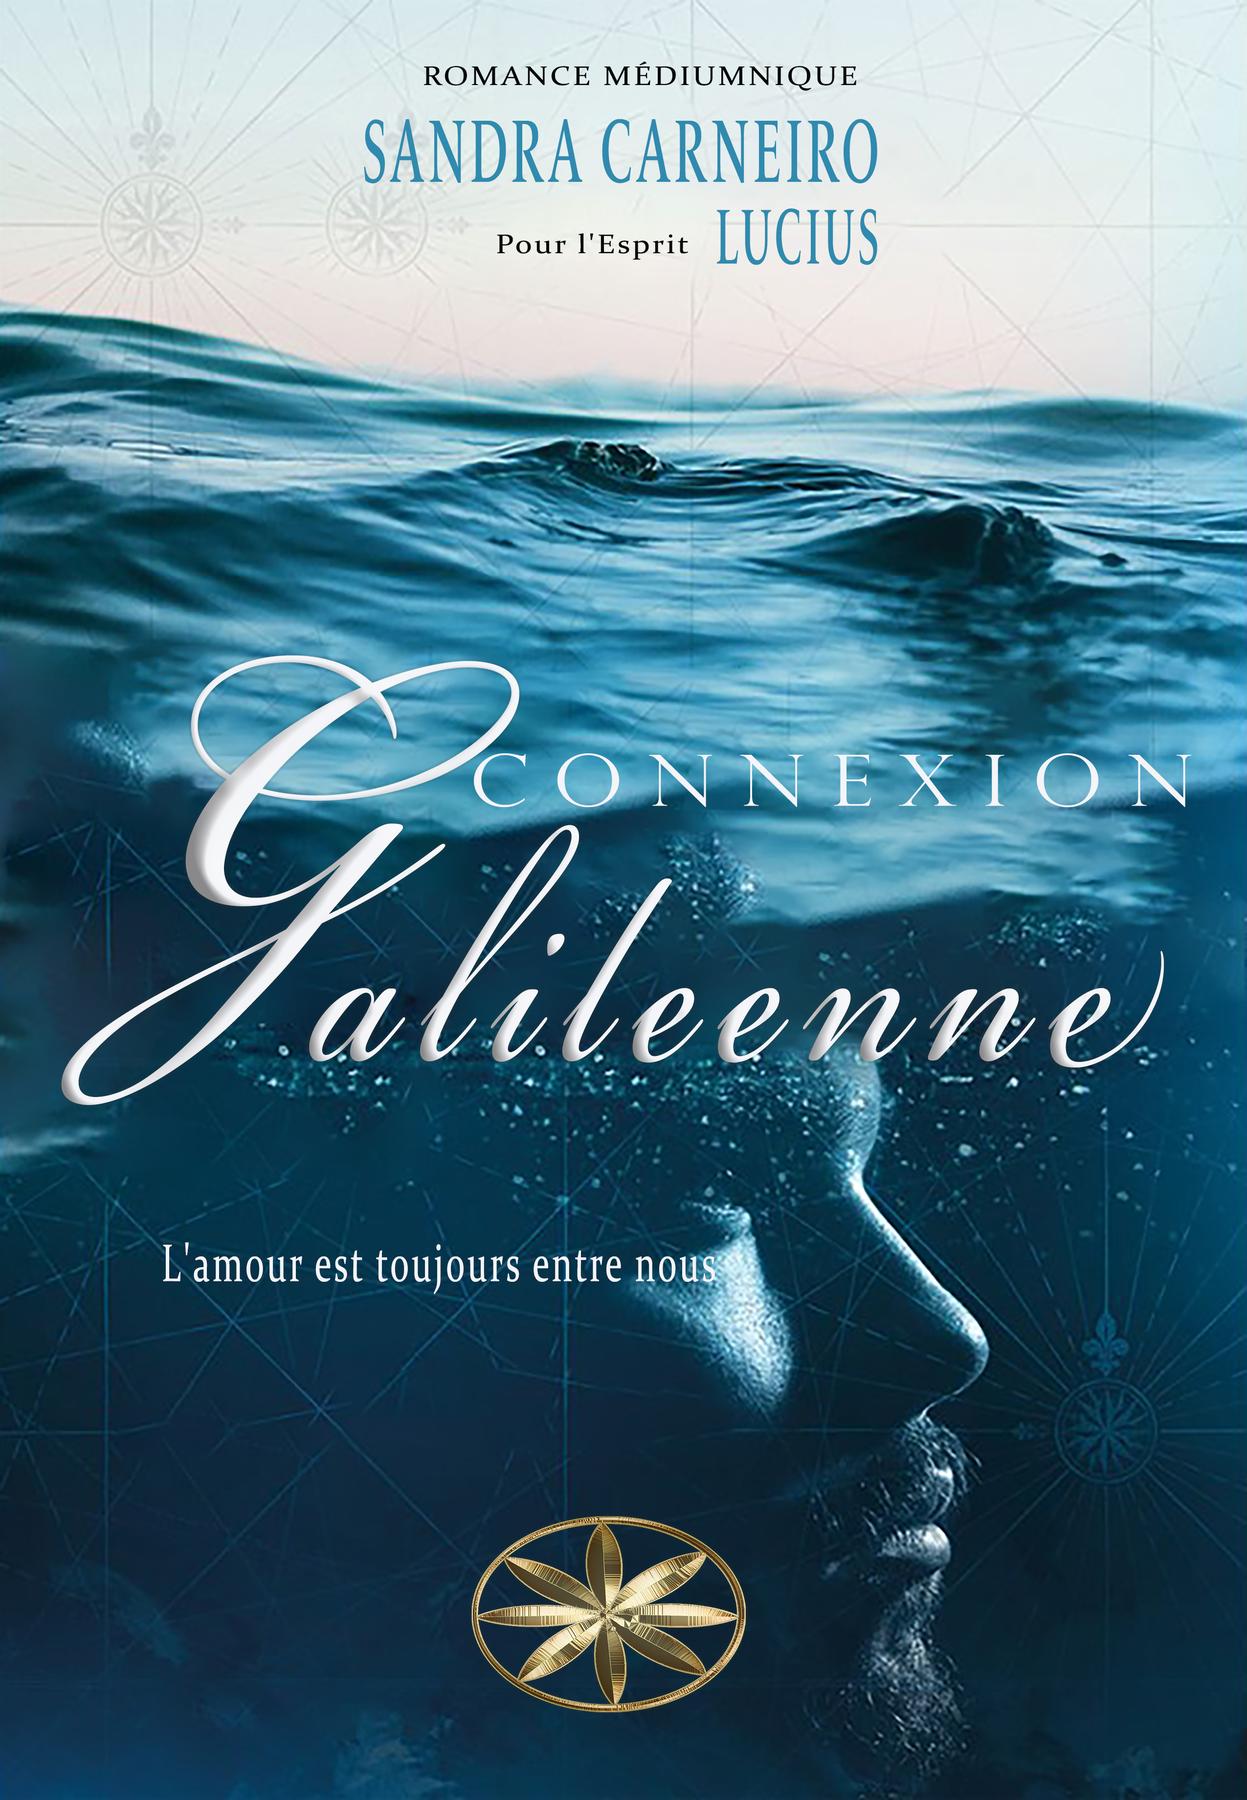 ROMANCE MÉDIUMNIQUE
SANDRA CARNEIRO
Pour l'Esprit LUCIUS
CONNEXION
Galileenne
L'amour est toujours entre nous